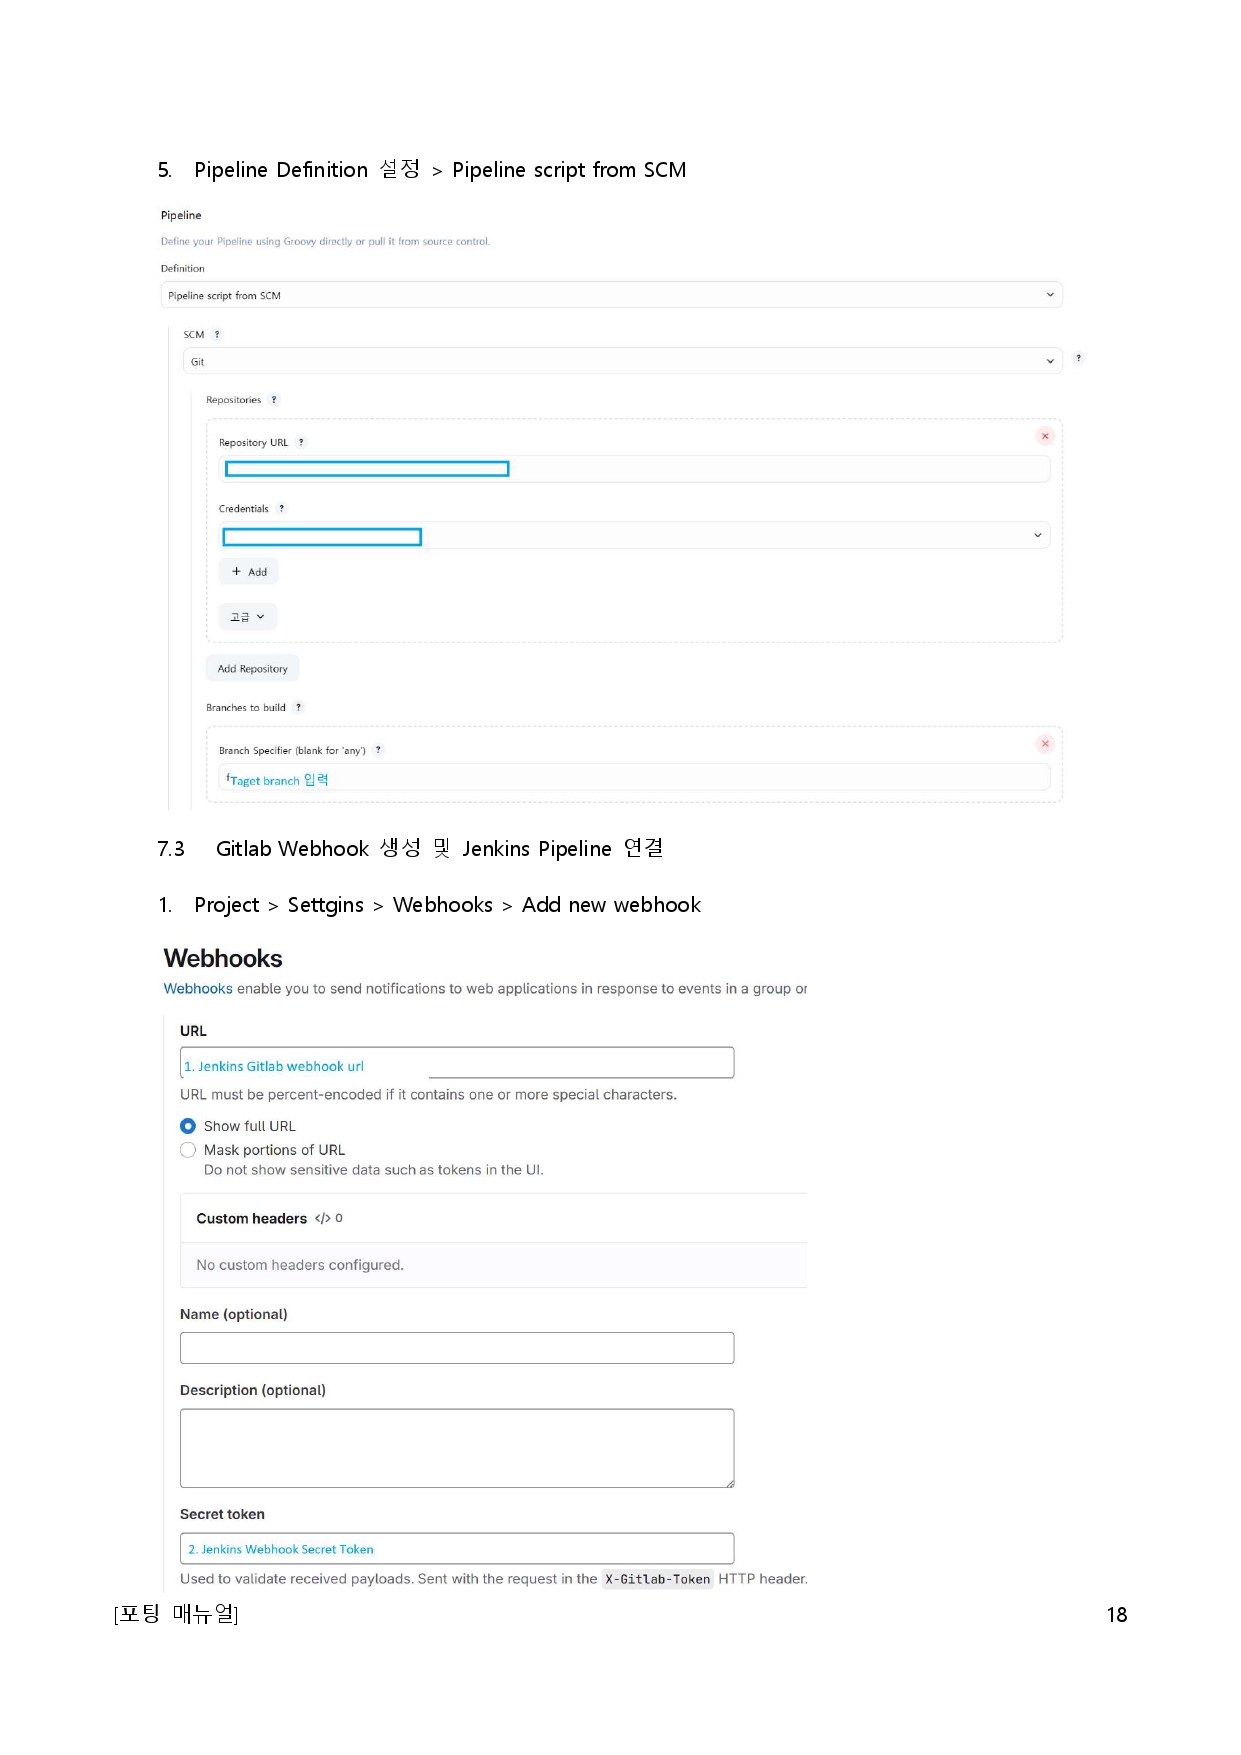 5. Pipeline Definition 설정 > Pipeline script from SCM
Pipeline
Define your Pipeline using Groovy directly or pull it from source control.
Definition
Pipeline script from SCM
SCM ?
Git
?
Repositories ?
Repository URL ?
Credentials ?
+ Add
고급
Add Repository
Branches to build ?
Branch Specifier (blank for 'any') ?
Taget branch 입력
7.3 Gitlab Webhook 생성 및 Jenkins Pipeline 연결
1. Project > Settgins > Webhooks > Add new webhook
Webhooks
Webhooks enable you to send notifications to web applications in response to events in a group or
URL
1. Jenkins Gitlab webhook url
URL must be percent-encoded if it contains one or more special characters.
Show full URL
Mask portions of URL
Do not show sensitive data such as tokens in the UI.
Custom headers </> 0
No custom headers configured.
Name (optional)
Description (optional)
Secret token
2. Jenkins Webhook Secret Token
Used to validate received payloads. Sent with the request in the X-Gitlab-Token HTTP header.
[포팅 매뉴얼] 18